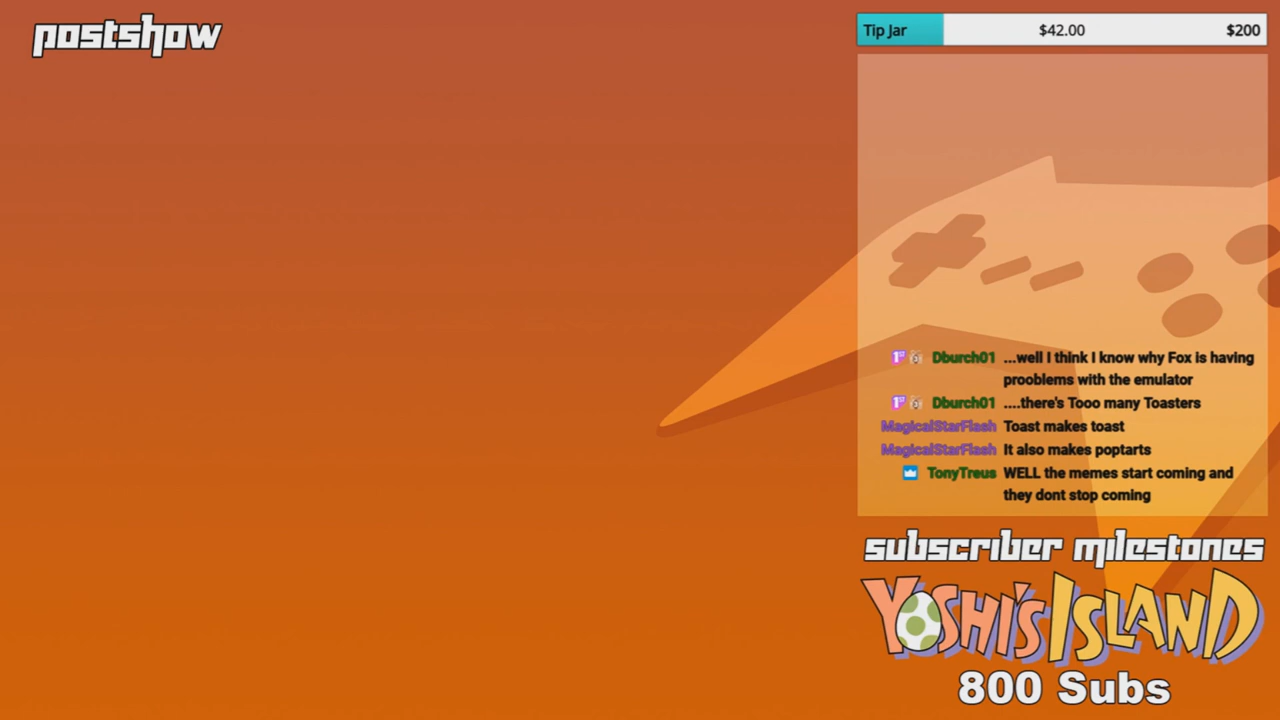 postshow
Tip Jar $42.00 $200
Dburch01 ...well I think I know why Fox is having
prooblems with the emulator
Dburch01 ....there's Tooo many Toasters
MagicalStarFlash Toast makes toast
MagicalStarFlash It also makes poptarts
TonyTreus WELL the memes start coming and
they dont stop coming
subscriber milestones
YOSHI'S ISLAND
800 Subs